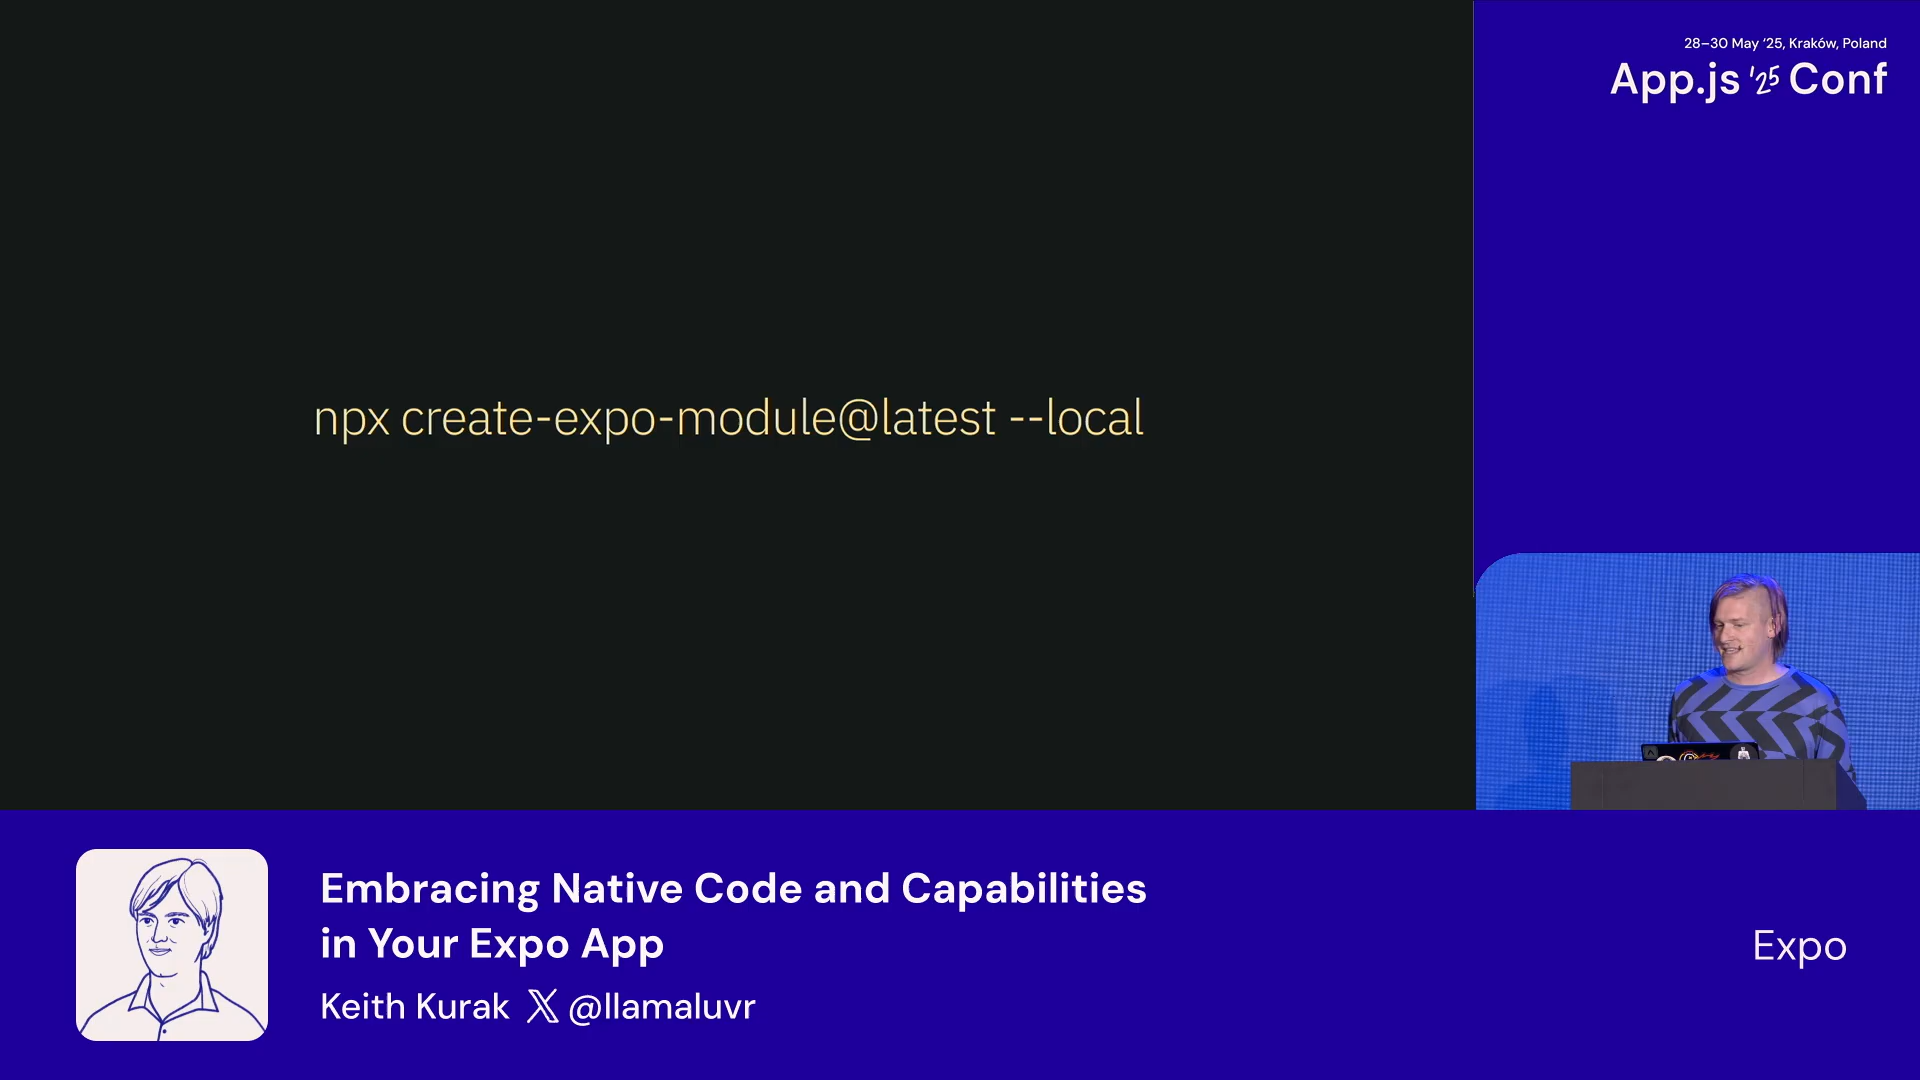 28–30 May ‘25, Kraków, Poland
App.js ‘25 Conf
npx create-expo-module@latest --local
Embracing Native Code and Capabilities
in Your Expo App
Keith Kurak X @llamaluvr
Expo